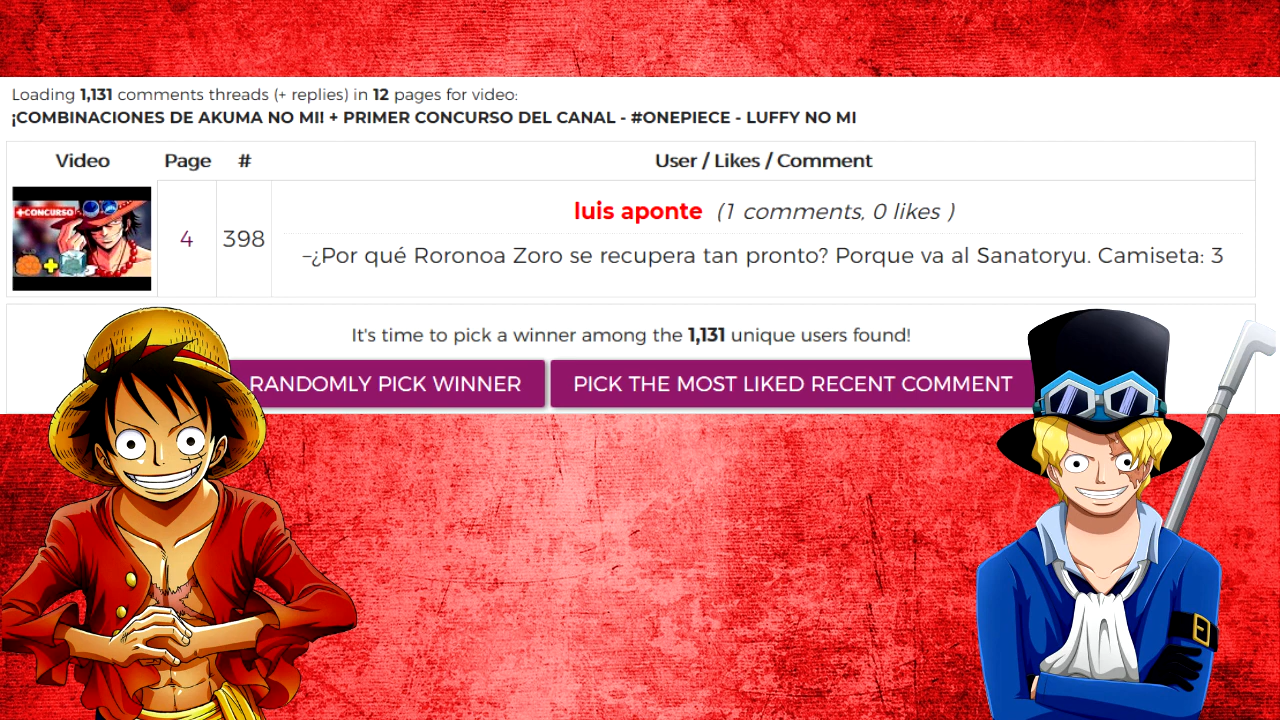 Loading 1,131 comments threads (+ replies) in 12 pages for video:
¡COMBINACIONES DE AKUMA NO MI! + PRIMER CONCURSO DEL CANAL - #ONEPIECE - LUFFY NO MI
Video Page # User / Likes / Comment
+CONCURSO
4 398
luis aponte (1 comments, 0 likes )
–¿Por qué Roronoa Zoro se recupera tan pronto? Porque va al Sanatoryu. Camiseta: 3
It's time to pick a winner among the 1,131 unique users found!
RANDOMLY PICK WINNER PICK THE MOST LIKED RECENT COMMENT